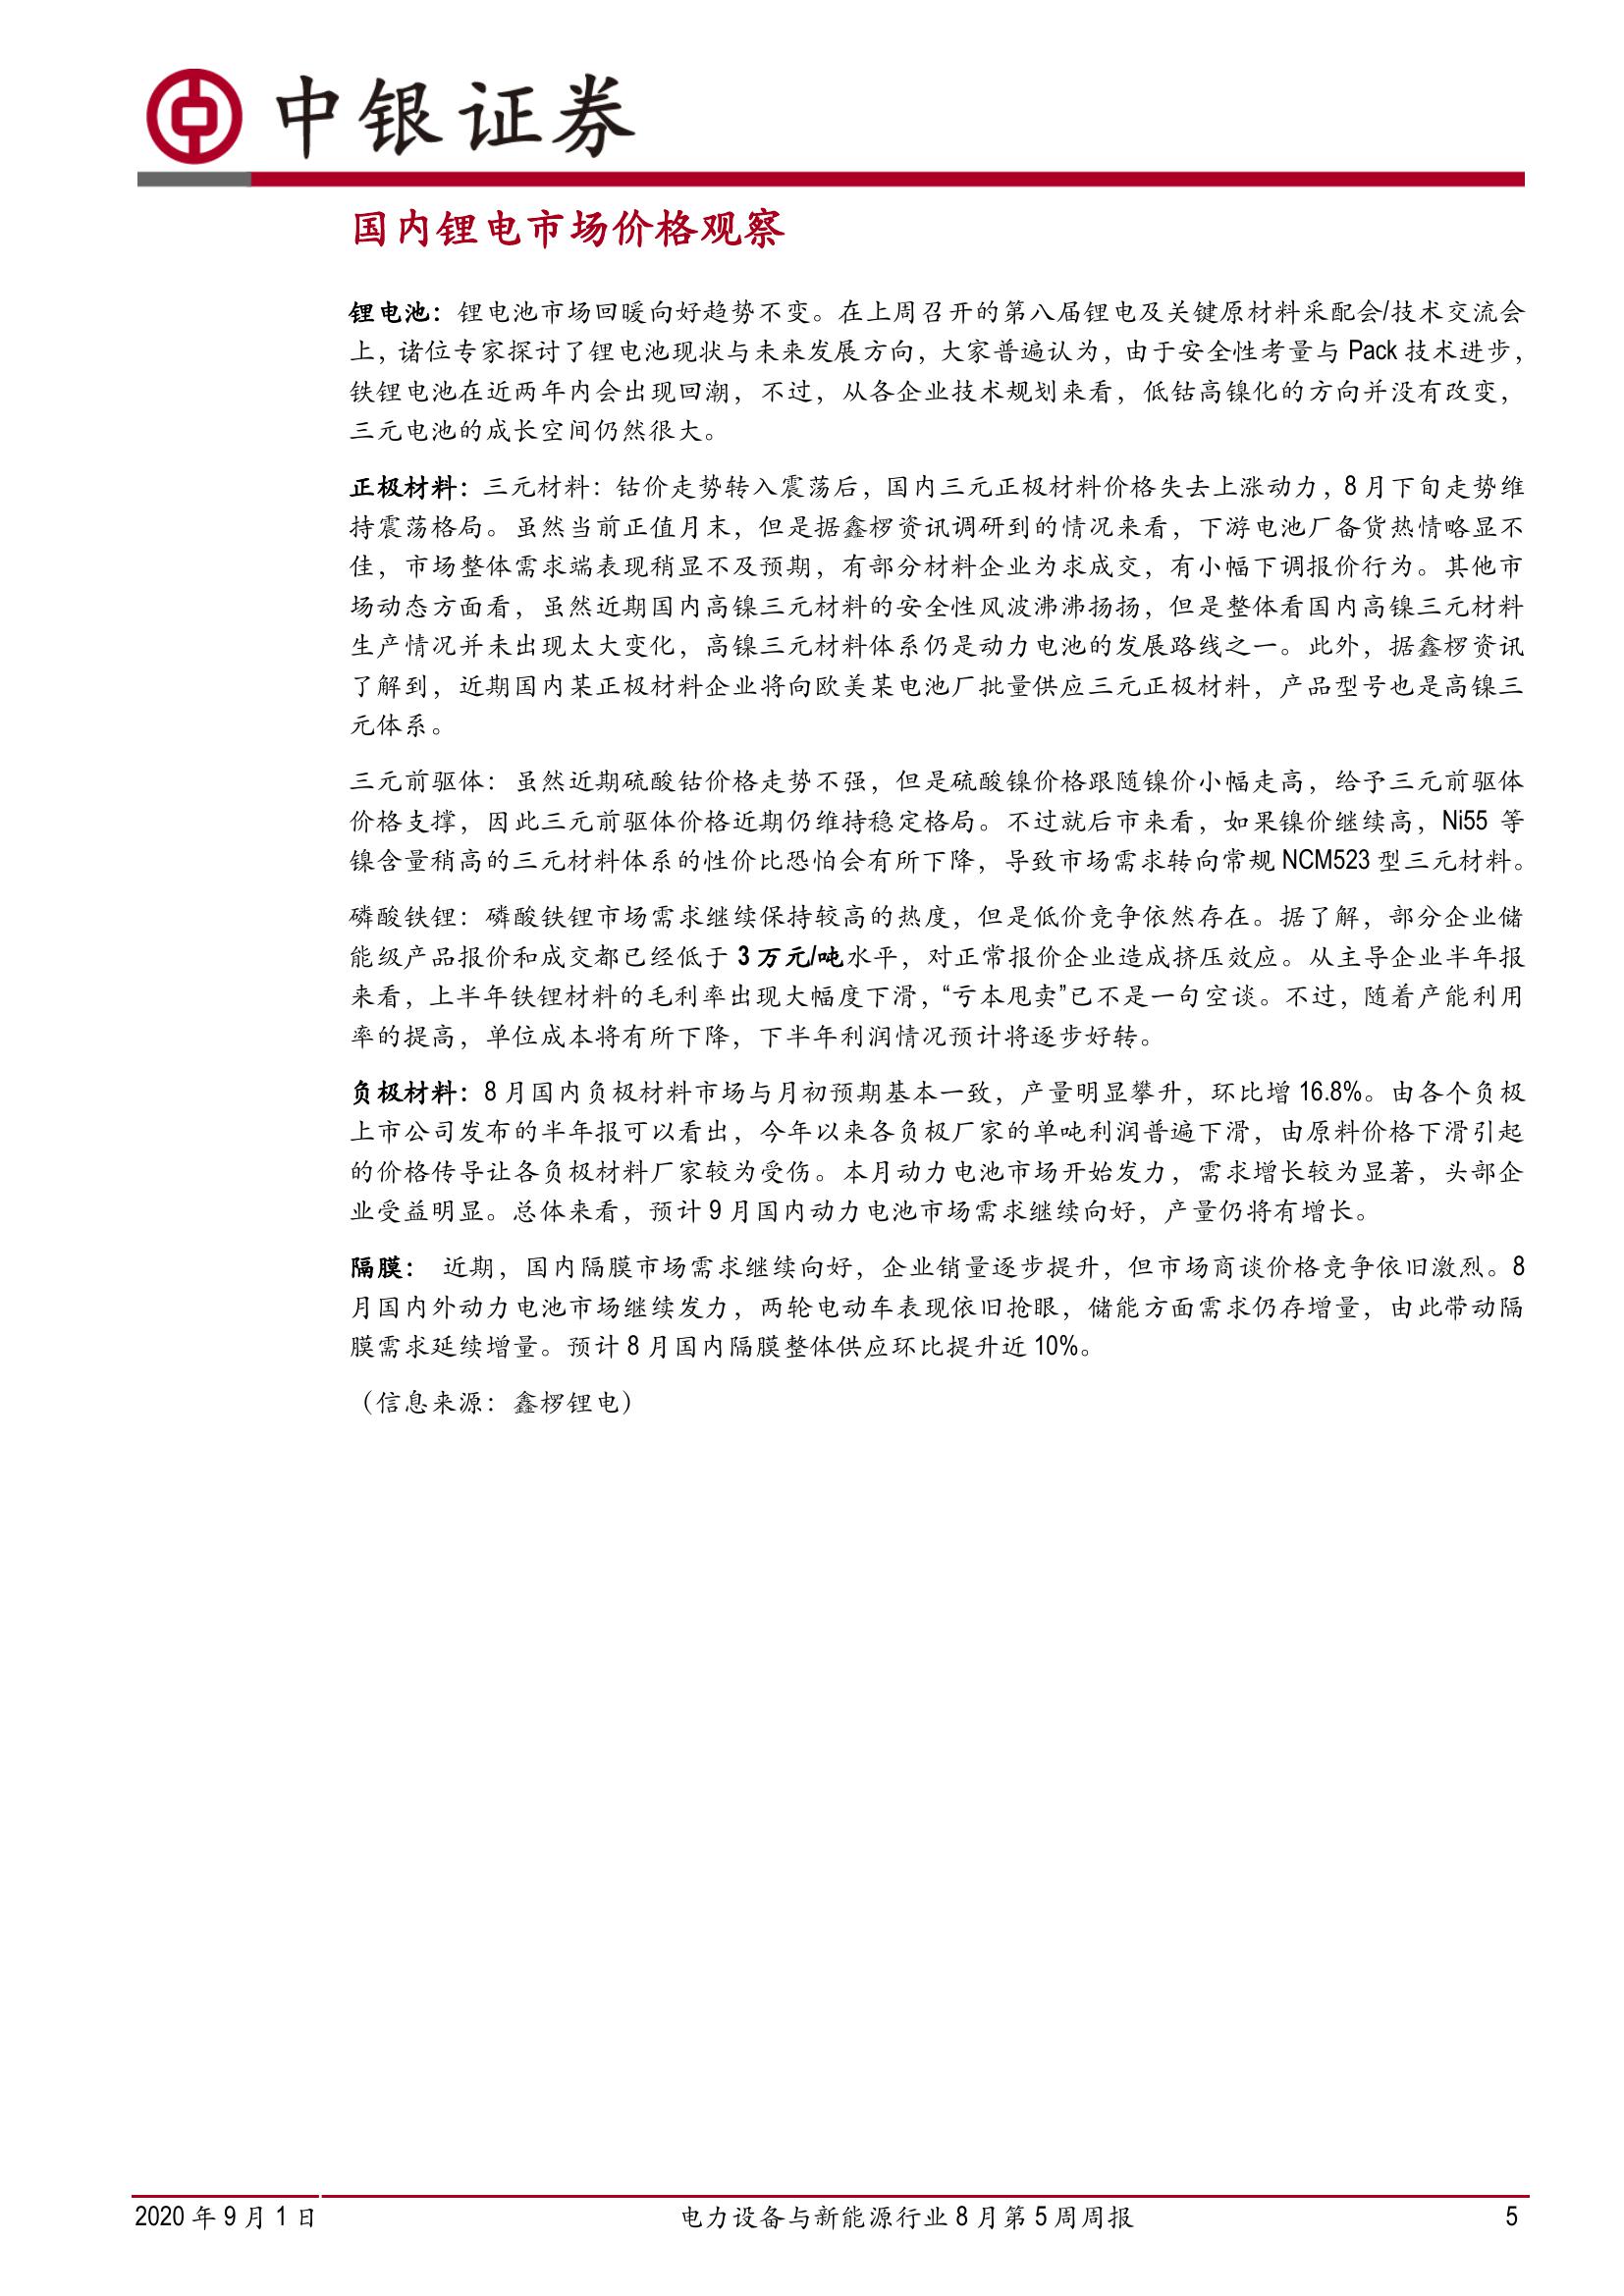 中银证券
国内锂电市场价格观察
锂电池：锂电池市场回暖向好趋势不变。在上周召开的第八届锂电及关键原材料采配会/技术交流会
上，诸位专家探讨了锂电池现状与未来发展方向，大家普遍认为，由于安全性考量与 Pack 技术进步，
铁锂电池在近两年内会出现回潮，不过，从各企业技术规划来看，低钴高镍化的方向并没有改变，
三元电池的成长空间仍然很大。
正极材料：三元材料：钴价走势转入震荡后，国内三元正极材料价格失去上涨动力，8 月下旬走势维
持震荡格局。虽然当前正值月末，但是据鑫椤资讯调研到的情况来看，下游电池厂备货热情略显不
佳，市场整体需求端表现稍显不及预期，有部分材料企业为求成交，有小幅下调报价行为。其他市
场动态方面看，虽然近期国内高镍三元材料的安全性风波沸沸扬扬，但是整体看国内高镍三元材料
生产情况并未出现太大变化，高镍三元材料体系仍是动力电池的发展路线之一。此外，据鑫椤资讯
了解到，近期国内某正极材料企业将向欧美某电池厂批量供应三元正极材料，产品型号也是高镍三
元体系。
三元前驱体：虽然近期硫酸钴价格走势不强，但是硫酸镍价格跟随镍价小幅走高，给予三元前驱体
价格支撑，因此三元前驱体价格近期仍维持稳定格局。不过就后市来看，如果镍价继续高，Ni55 等
镍含量稍高的三元材料体系的性价比恐怕会有所下降，导致市场需求转向常规 NCM523 型三元材料。
磷酸铁锂：磷酸铁锂市场需求继续保持较高的热度，但是低价竞争依然存在。据了解，部分企业储
能级产品报价和成交都已经低于 3 万元/吨水平，对正常报价企业造成挤压效应。从主导企业半年报
来看，上半年铁锂材料的毛利率出现大幅度下滑，“亏本甩卖”已不是一句空谈。不过，随着产能利用
率的提高，单位成本将有所下降，下半年利润情况预计将逐步好转。
负极材料：8 月国内负极材料市场与月初预期基本一致，产量明显攀升，环比增 16.8%。由各个负极
上市公司发布的半年报可以看出，今年以来各负极厂家的单吨利润普遍下滑，由原料价格下滑引起
的价格传导让各负极材料厂家较为受伤。本月动力电池市场开始发力，需求增长较为显著，头部企
业受益明显。总体来看，预计 9 月国内动力电池市场需求继续向好，产量仍将有增长。
隔膜： 近期，国内隔膜市场需求继续向好，企业销量逐步提升，但市场商谈价格竞争依旧激烈。8
月国内外动力电池市场继续发力，两轮电动车表现依旧抢眼，储能方面需求仍存增量，由此带动隔
膜需求延续增量。预计 8 月国内隔膜整体供应环比提升近 10%。
（信息来源：鑫椤锂电）
2020 年 9 月 1 日 电力设备与新能源行业 8 月第 5 周周报 5